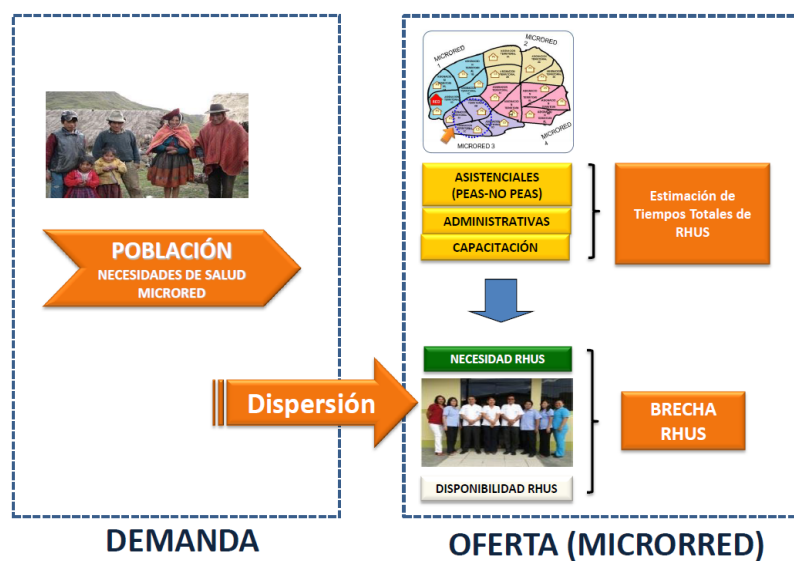 POBLACIÓN
NECESIDADES DE SALUD
MICRORED
Dispersión
DEMANDA
MICRORED
1
MICRORED
2
MICRORED 3
MICRORED
4
ASISTENCIALES
(PEAS-NO PEAS)
ADMINISTRATIVAS
CAPACITACIÓN
Estimación de
Tiempos Totales de
RHUS
NECESIDAD RHUS
DISPONIBILIDAD RHUS
BRECHA
RHUS
OFERTA (MICRORRED)